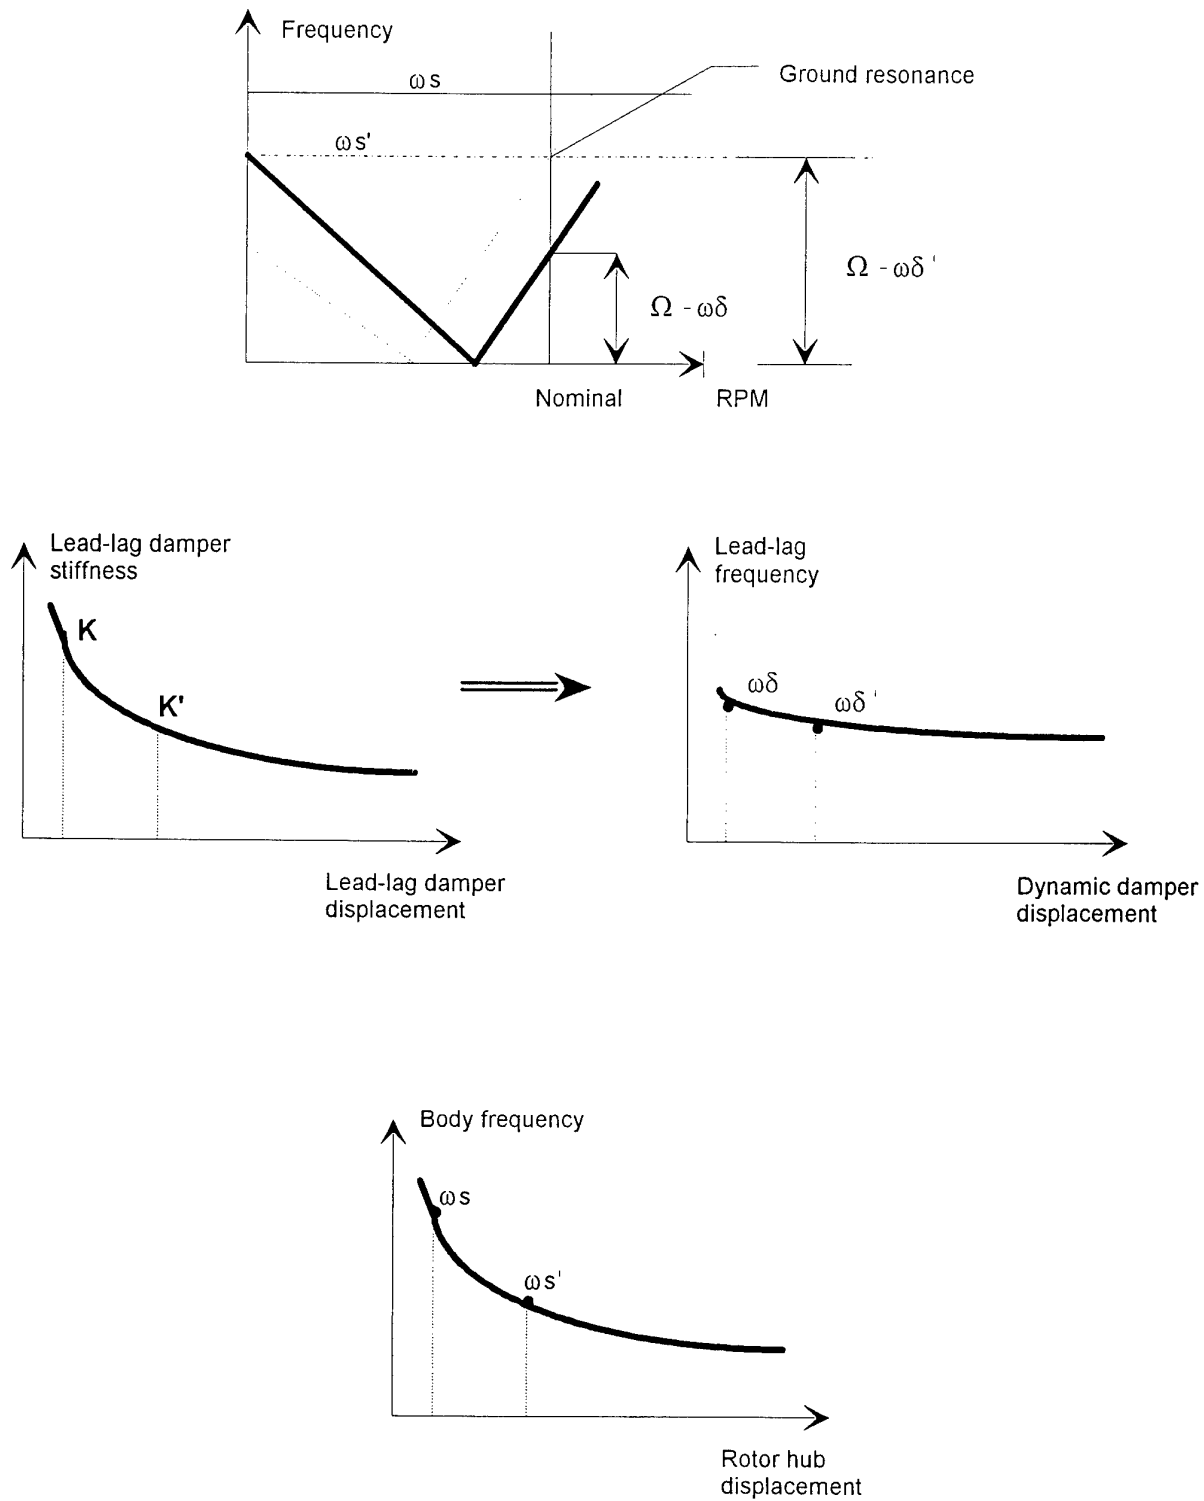 Frequency
Ground resonance
ωs
ωs'
Ω - ωδ'
Ω - ωδ
Nominal
RPM
Lead-lag damper
stiffness
K
K'
Lead-lag damper
displacement
Lead-lag
frequency
ωδ
ωδ'
Dynamic damper
displacement
Body frequency
ωs
ωs'
Rotor hub
displacement